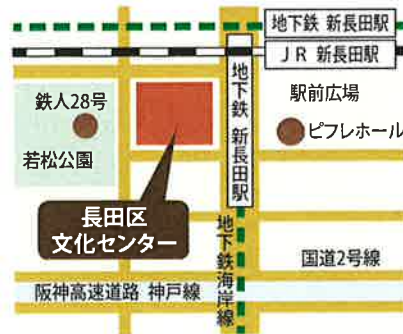 地下鉄 新長田駅
JR 新長田駅
地下鉄 新長田駅
駅前広場
鉄人28号
ピフレホール
若松公園
長田区
文化センター
地下鉄海岸線
国道2号線
阪神高速道路 神戸線